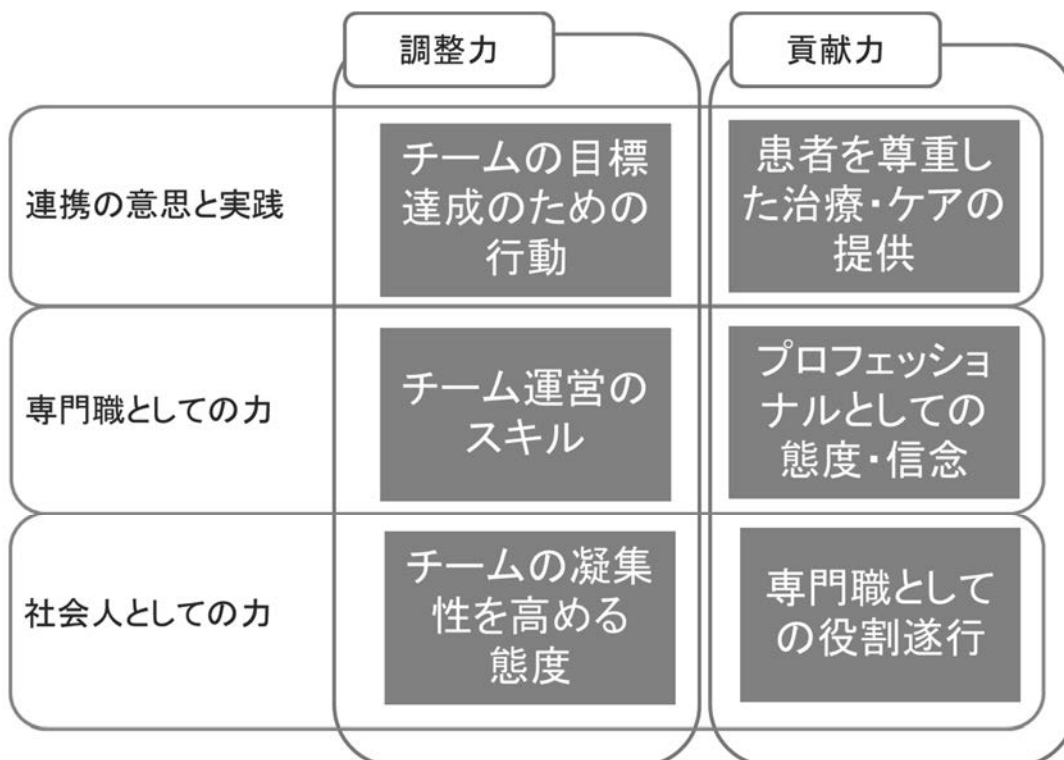 調整力
貢献力
連携の意思と実践
チームの目標
達成のための
行動
患者を尊重し
た治療・ケアの
提供
専門職としての力
チーム運営の
スキル
プロフェッショ
ナルとしての
態度・信念
社会人としての力
チームの凝集
性を高める
態度
専門職として
の役割遂行